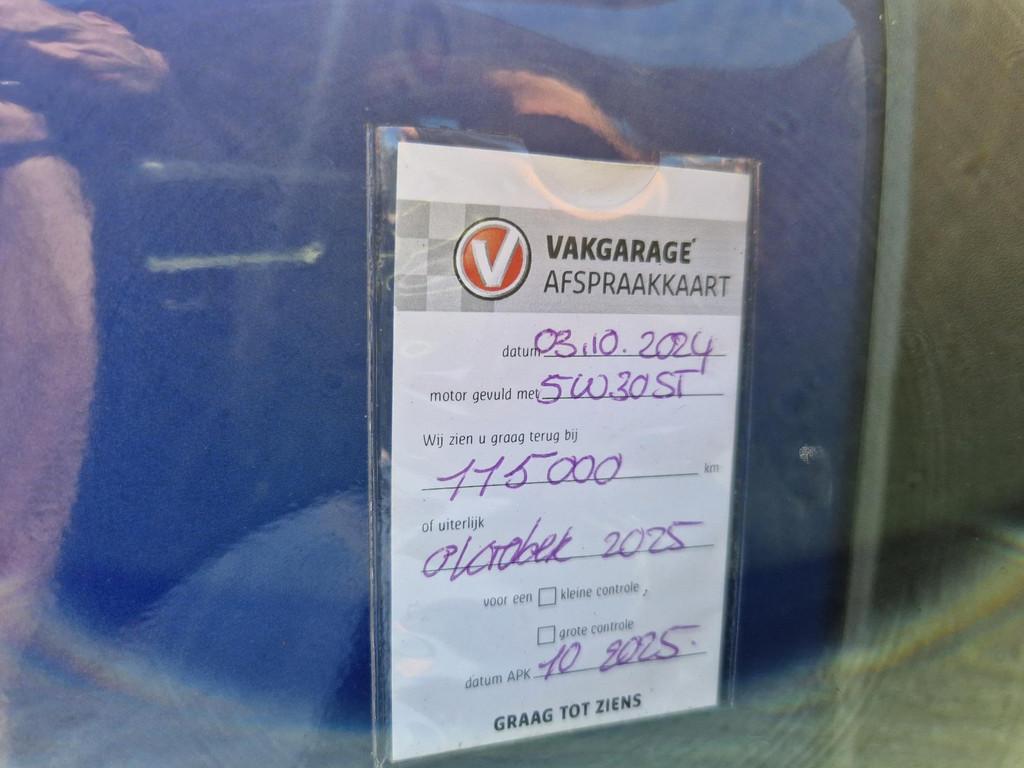 V VAKGARAGE
AFSPRAAKKAART
datum 03.10.2024
motor gevuld met 5W30ST
Wij zien u graag terug bij
115000 km
of uiterlijk
oktober 2025
voor een kleine controle,
grote controle
datum APK 10 2025.
GRAAG TOT ZIENS